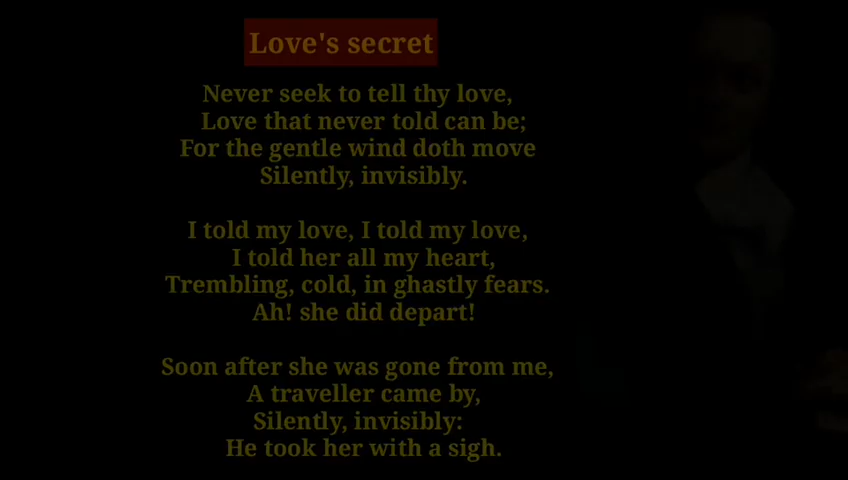 Love's secret
Never seek to tell thy love,
Love that never told can be;
For the gentle wind doth move
Silently, invisibly.
I told my love, I told my love,
I told her all my heart,
Trembling, cold, in ghastly fears.
Ah! she did depart!
Soon after she was gone from me,
A traveller came by,
Silently, invisibly:
He took her with a sigh.